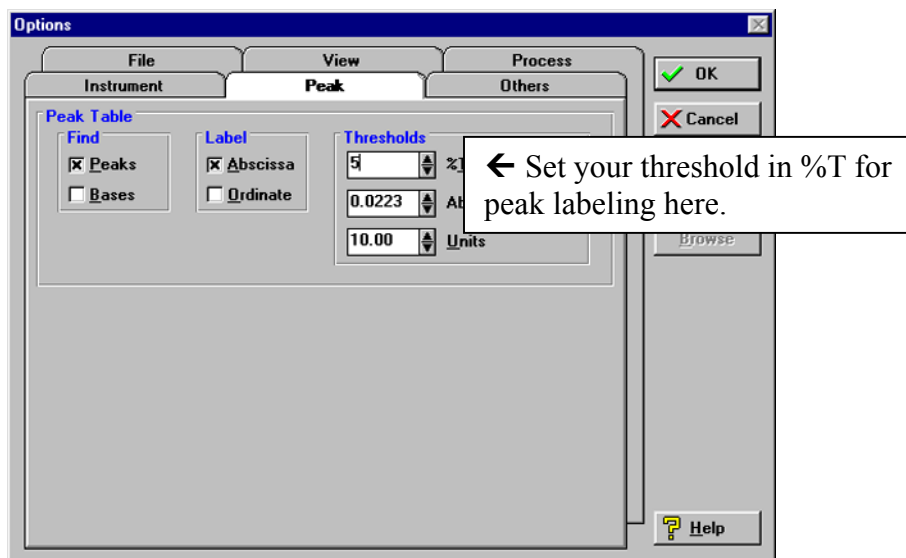 Options
File View Process
Instrument Peak Others
OK
Cancel
Peak Table
Find Label Thresholds
Peaks Abscissa 5
Bases Ordinate 0.0223
10.00 Units
← Set your threshold in %T for
peak labeling here.
Browse
Help